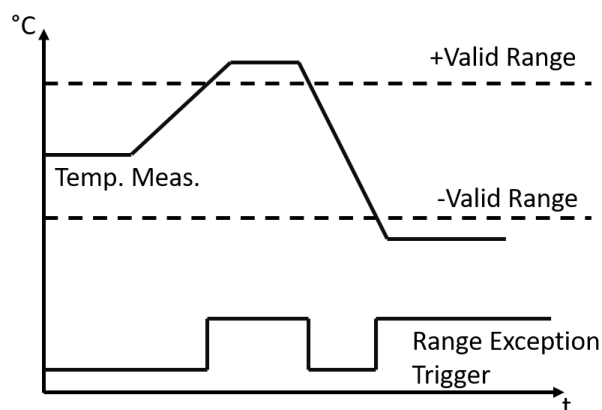 °C
+Valid Range
Temp. Meas.
-Valid Range
Range Exception
Trigger
t